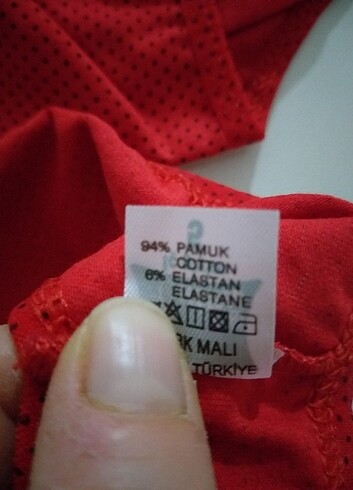 94% PAMUK
COTTON
6% ELASTAN
ELASTANE
RK MALI
TÜRKİYE